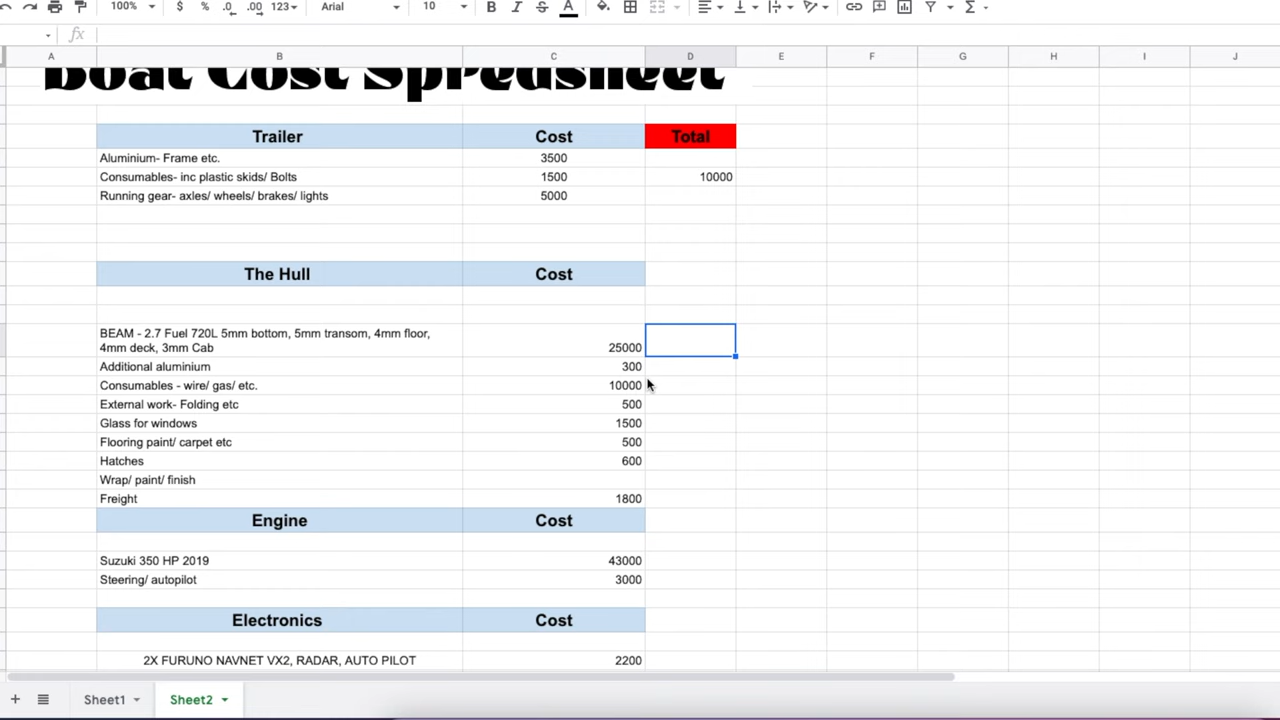 100% $ % .0 .00 123 Arial 10 B I S A
fx
A B C D E F G H I J
Boat Cost Spredsheet
Trailer Cost Total
Aluminium- Frame etc. 3500
Consumables- inc plastic skids/ Bolts 1500 10000
Running gear- axles/ wheels/ brakes/ lights 5000
The Hull Cost
BEAM - 2.7 Fuel 720L 5mm bottom, 5mm transom, 4mm floor,
4mm deck, 3mm Cab 25000
Additional aluminium 300
Consumables - wire/ gas/ etc. 10000
External work- Folding etc 500
Glass for windows 1500
Flooring paint/ carpet etc 500
Hatches 600
Wrap/ paint/ finish
Freight 1800
Engine Cost
Suzuki 350 HP 2019 43000
Steering/ autopilot 3000
Electronics Cost
2X FURUNO NAVNET VX2, RADAR, AUTO PILOT 2200
Sheet1 Sheet2